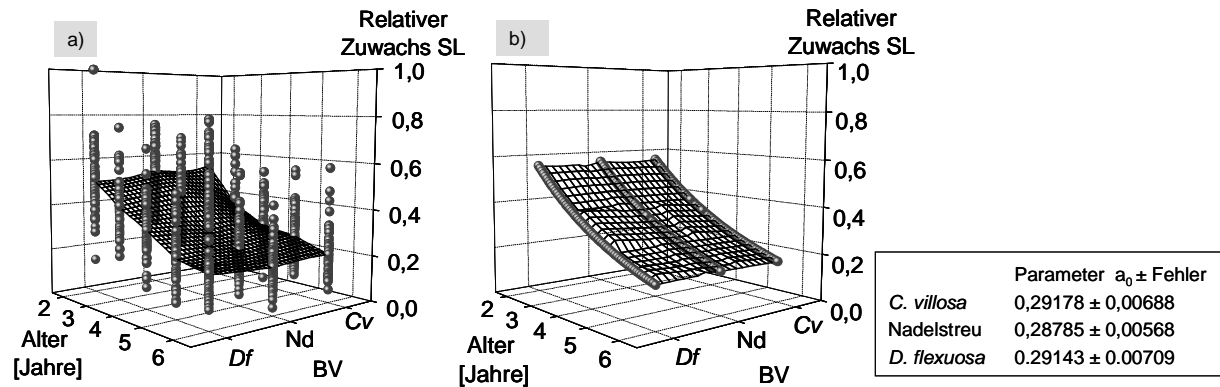 a)
Relativer
Zuwachs SL
1,0
0,8
0,6
0,4
0,2
0,0
2
3
4
5
6
Alter
[Jahre]
Df
Nd
Cv
BV
b)
Relativer
Zuwachs SL
1,0
0,8
0,6
0,4
0,2
0,0
2
3
4
5
6
Alter
[Jahre]
Df
Nd
Cv
BV
Parameter a₀ ± Fehler
C. villosa 0,29178 ± 0,00688
Nadelstreu 0,28785 ± 0,00568
D. flexuosa 0.29143 ± 0.00709